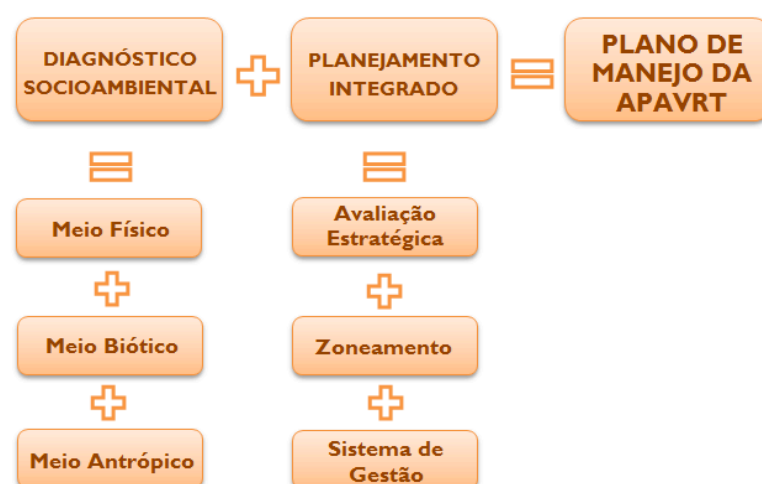 DIAGNÓSTICO
SOCIOAMBIENTAL
PLANEJAMENTO
INTEGRADO
PLANO DE
MANEJO DA
APAVRT
Meio Físico
Avaliação
Estratégica
Meio Biótico
Zoneamento
Meio Antrópico
Sistema de
Gestão